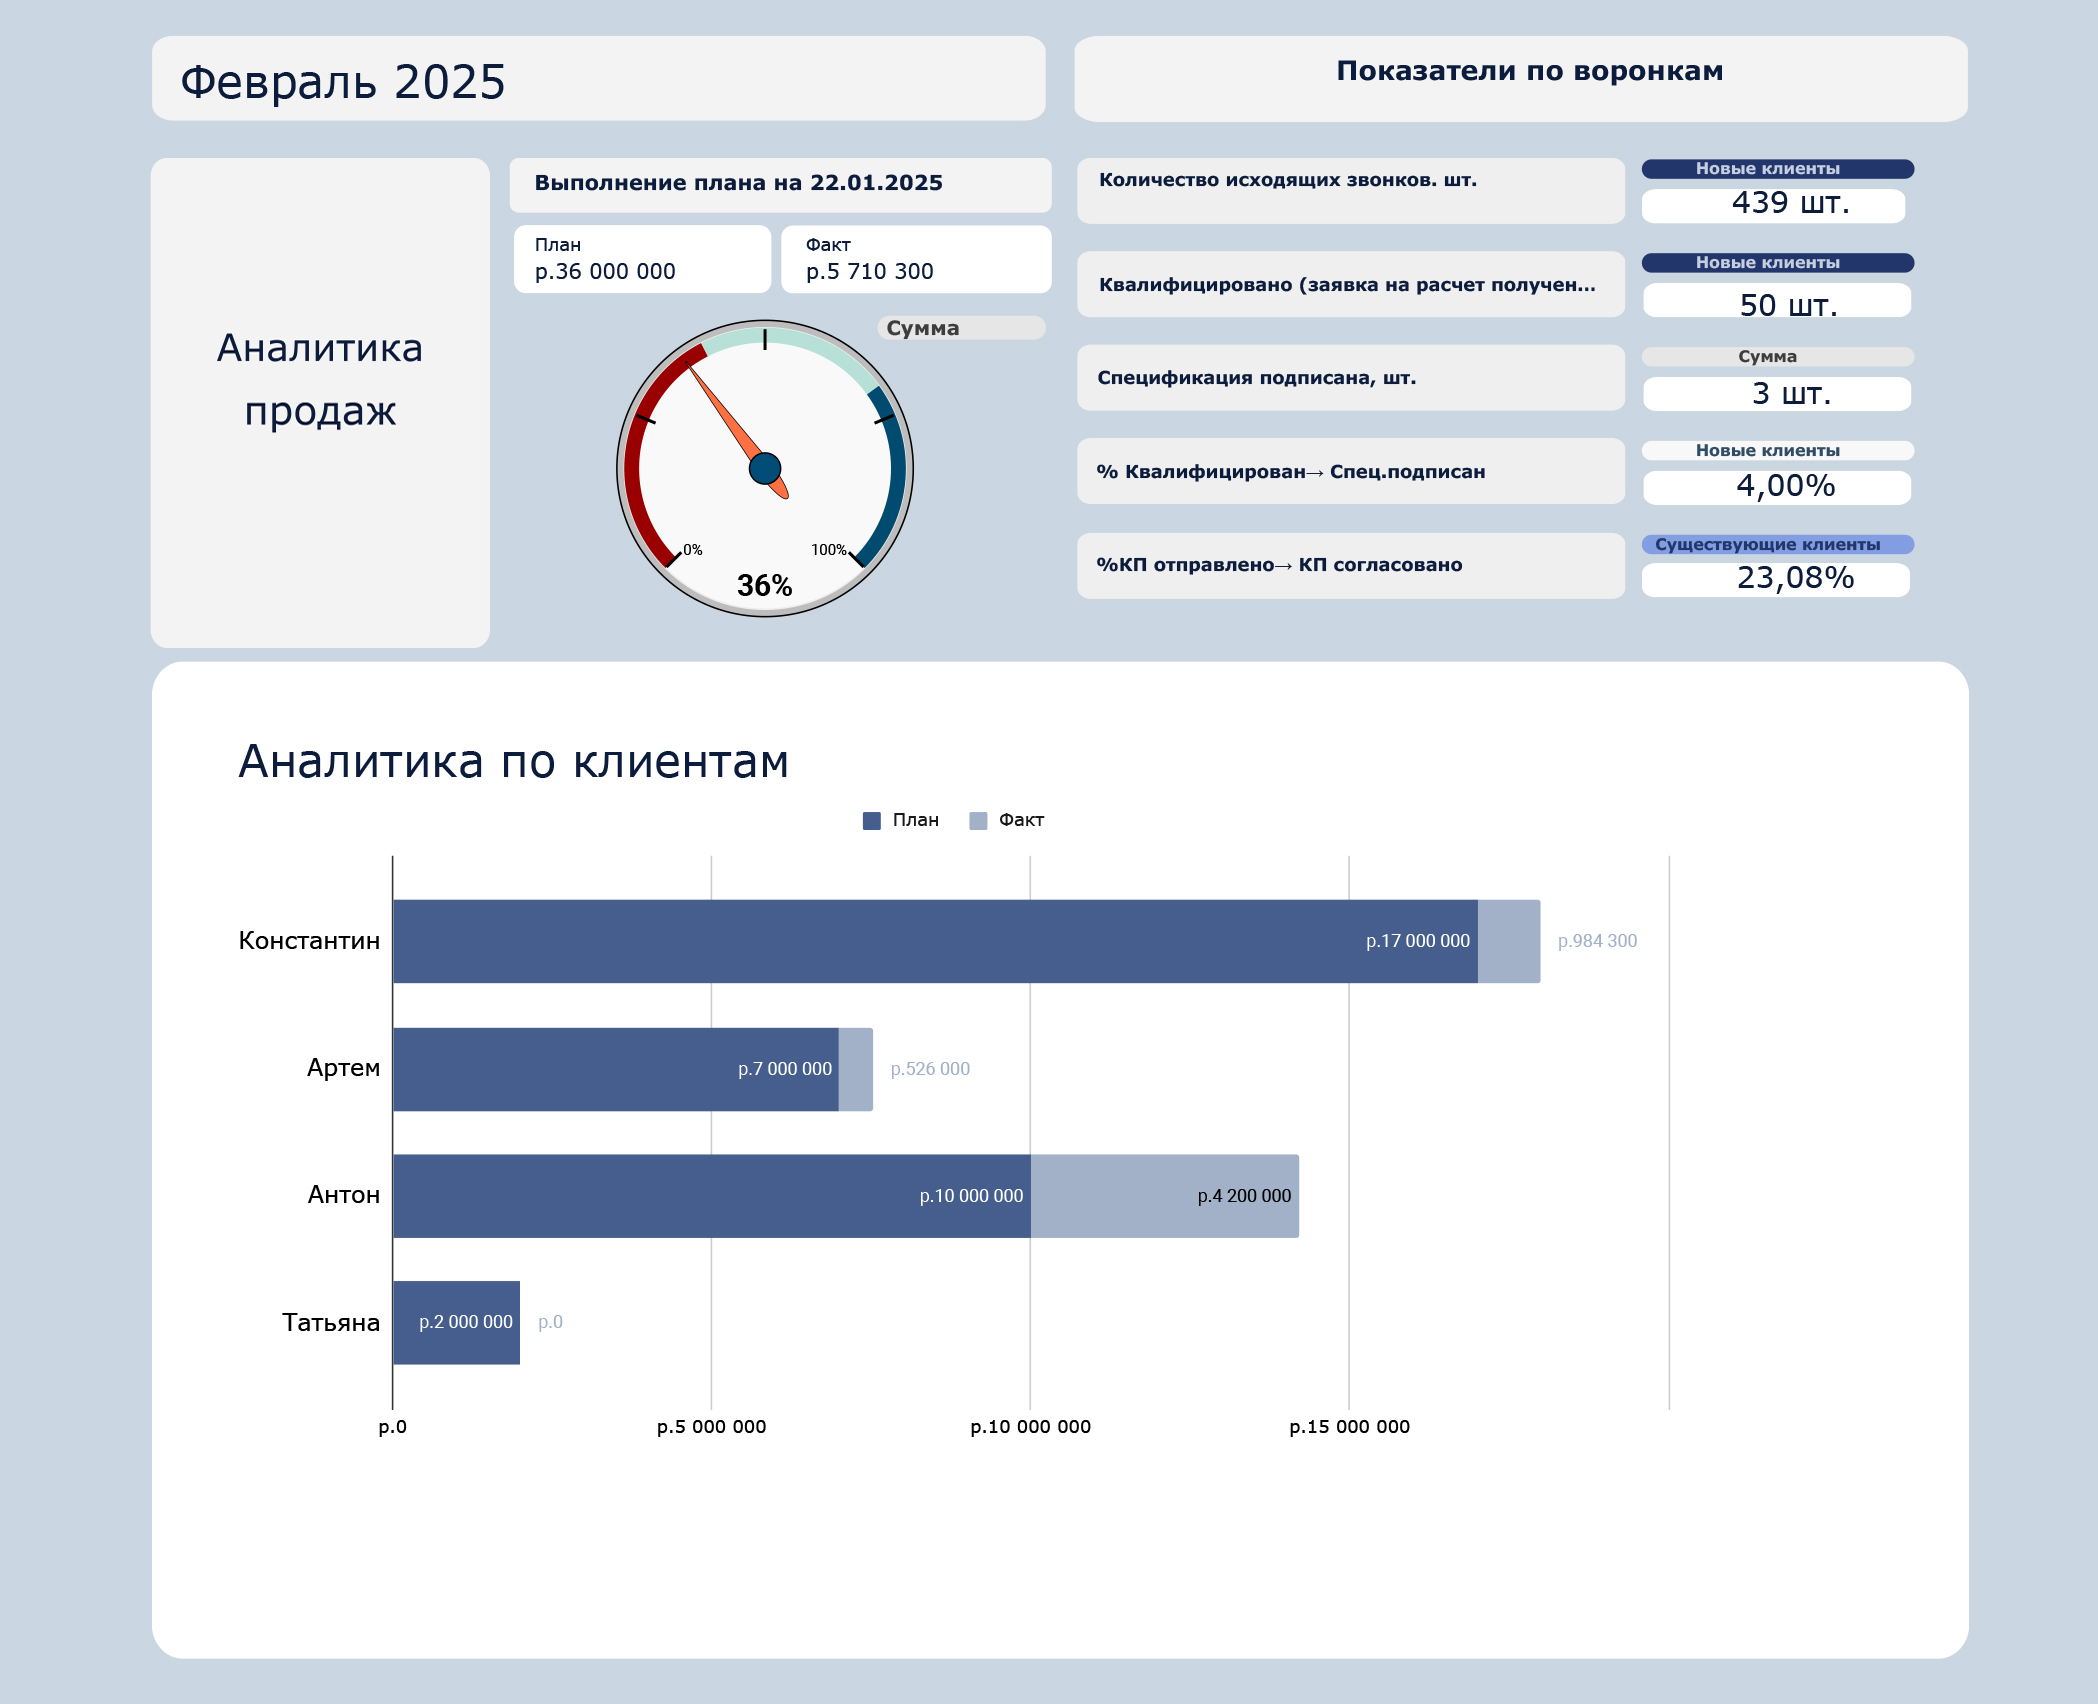 Февраль 2025
Показатели по воронкам
Аналитика
продаж
Выполнение плана на 22.01.2025
План
р.36 000 000
Факт
р.5 710 300
Сумма
0%
100%
36%
Количество исходящих звонков. шт.
Новые клиенты
439 шт.
Квалифицировано (заявка на расчет получен...
Новые клиенты
50 шт.
Спецификация подписана, шт.
Сумма
3 шт.
% Квалифицирован→ Спец.подписан
Новые клиенты
4,00%
%КП отправлено→ КП согласовано
Существующие клиенты
23,08%
Аналитика по клиентам
План
Факт
Константин
р.17 000 000
р.984 300
Артем
р.7 000 000
р.526 000
Антон
р.10 000 000
р.4 200 000
Татьяна
р.2 000 000
р.0
р.0
р.5 000 000
р.10 000 000
р.15 000 000